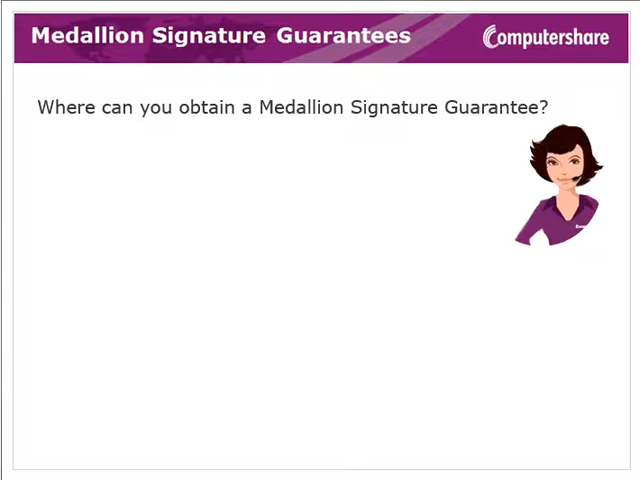 Medallion Signature Guarantees
Computershare
Where can you obtain a Medallion Signature Guarantee?